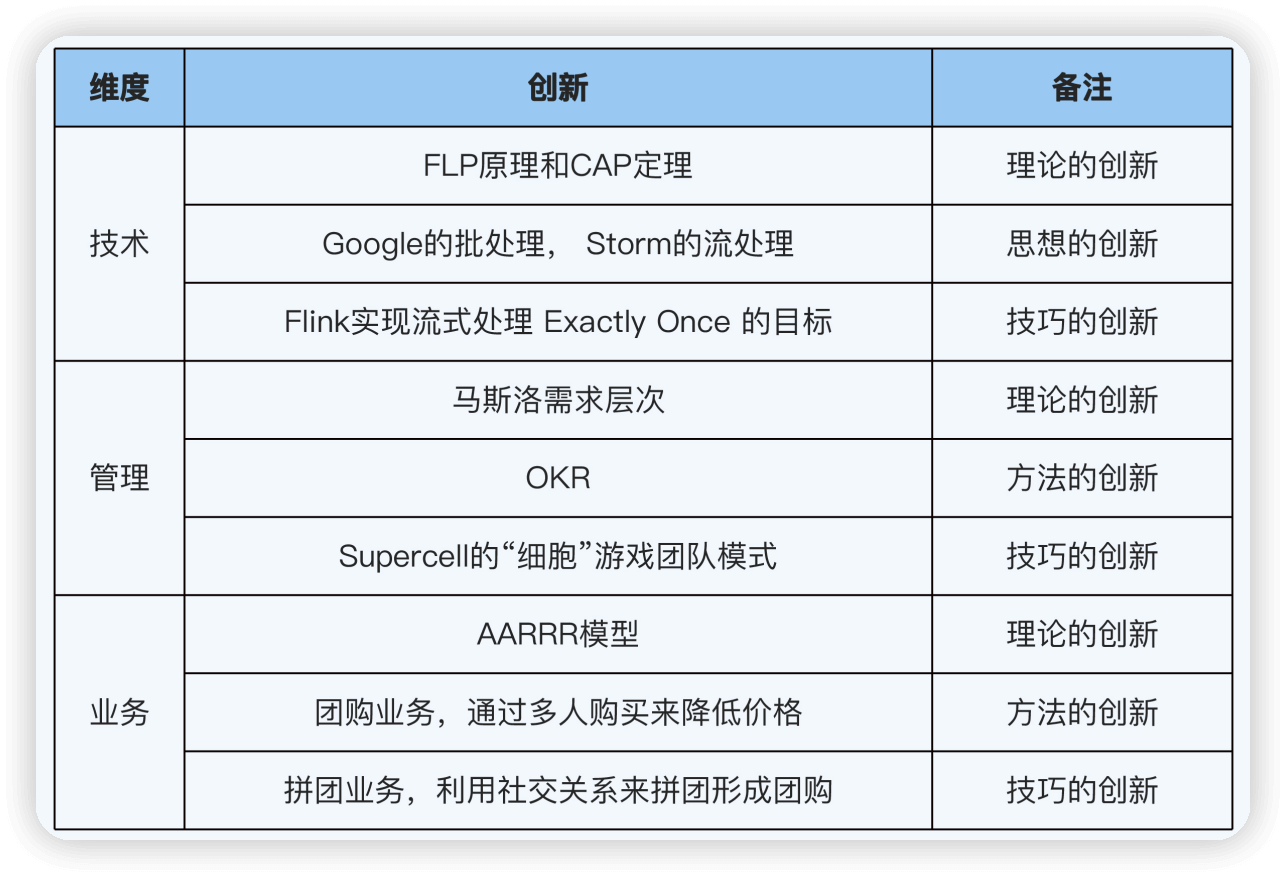 维度 创新 备注
技术
FLP原理和CAP定理 理论的创新
Google的批处理， Storm的流处理 思想的创新
Flink实现流式处理 Exactly Once 的目标 技巧的创新
管理
马斯洛需求层次 理论的创新
OKR 方法的创新
Supercell的“细胞”游戏团队模式 技巧的创新
业务
AARRR模型 理论的创新
团购业务，通过多人购买来降低价格 方法的创新
拼团业务，利用社交关系来拼团形成团购 技巧的创新